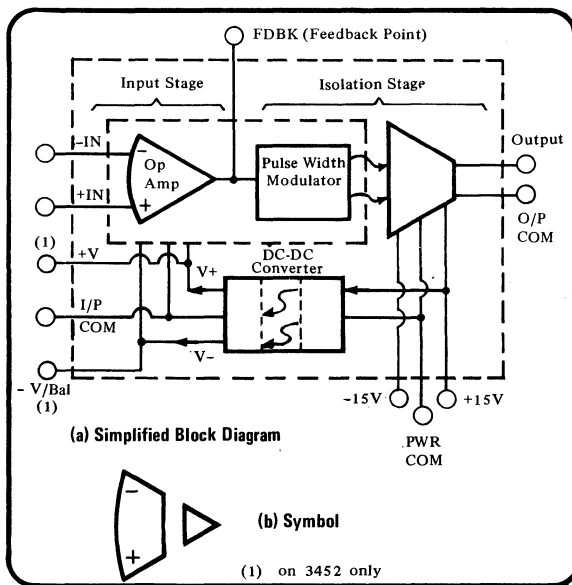 FDBK (Feedback Point)
Input Stage
Isolation Stage
-IN
+IN
-
Op
Amp
+
Pulse Width
Modulator
Output
O/P
COM
(1)
+V
V+
DC-DC
Converter
I/P
COM
V-
- V/Bal
(1)
-15V
+15V
PWR
COM
(a) Simplified Block Diagram
-
+
(b) Symbol
(1) on 3452 only